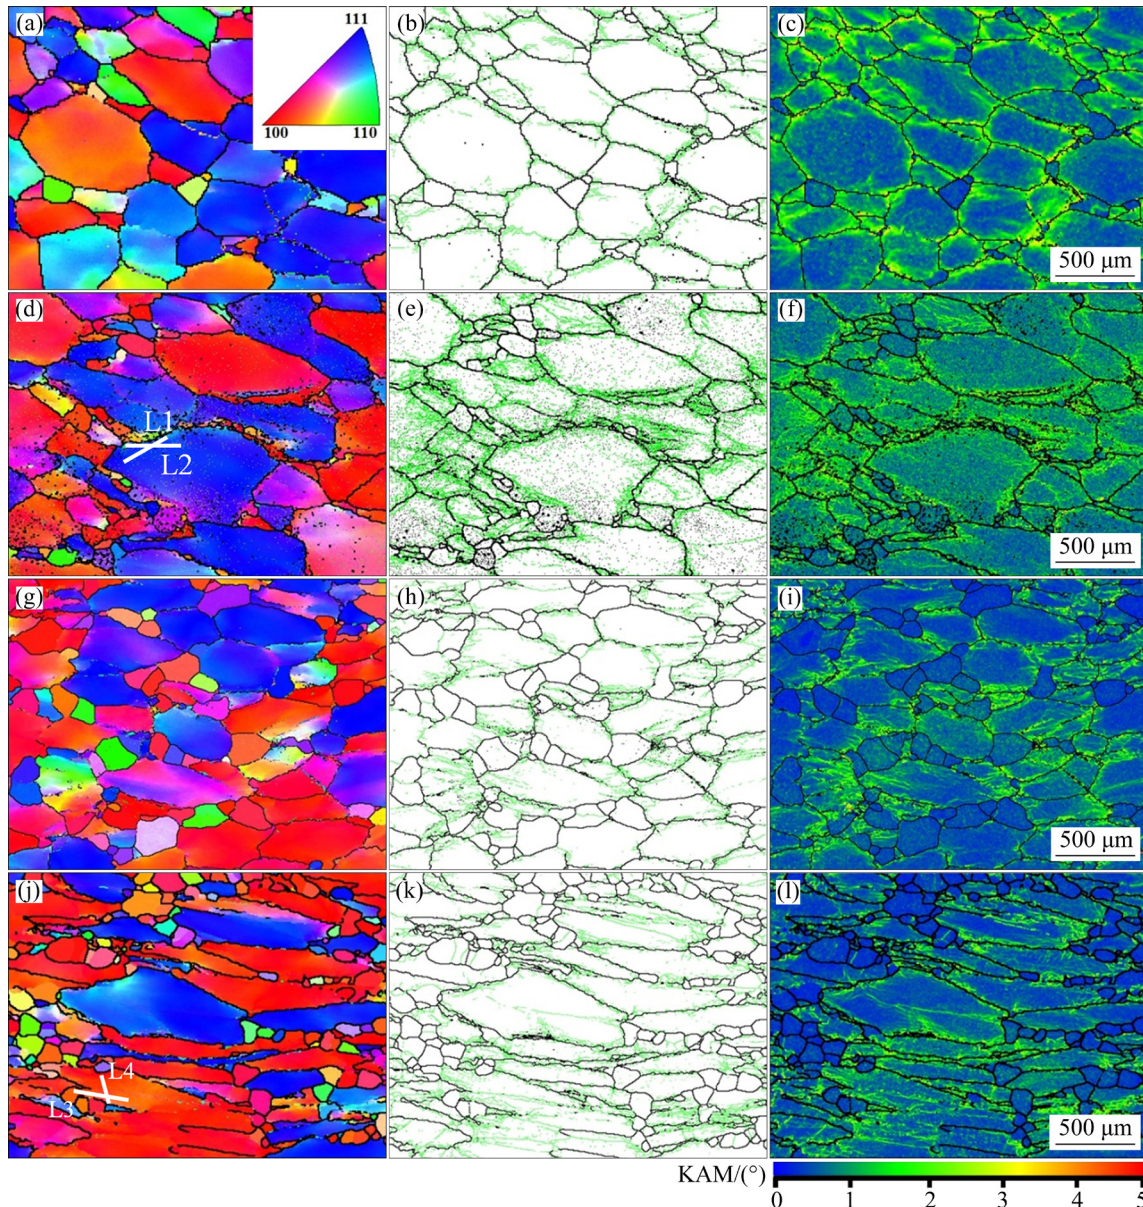 (a)
111
100
110
(b)
(c)
500 μm
(d)
L1
L2
(e)
(f)
500 μm
(g)
(h)
(i)
500 μm
(j)
L4
L3
(k)
(l)
500 μm
KAM/(°)
0 1 2 3 4 5